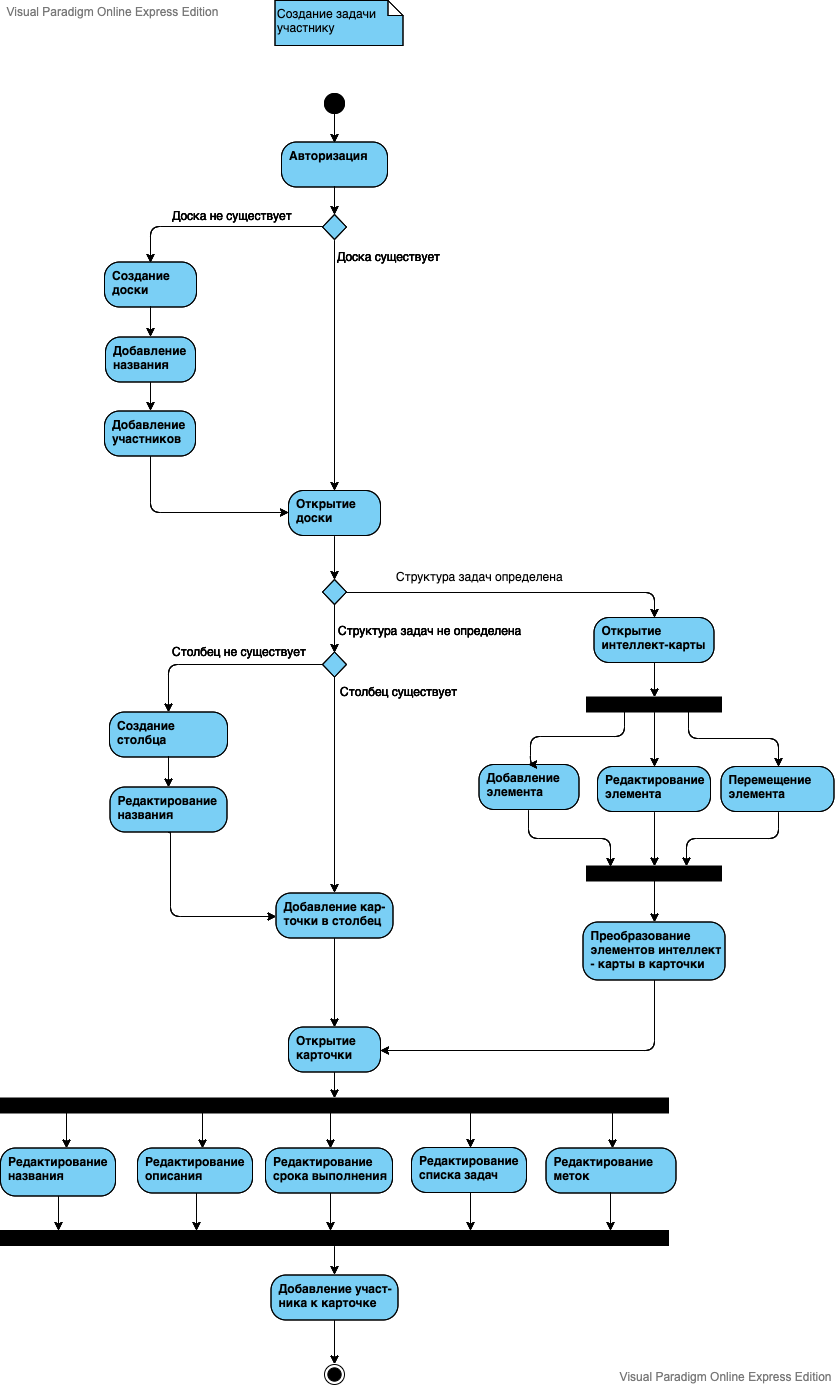 Visual Paradigm Online Express Edition
Создание задачи
участнику
Авторизация
Доска не существует
Доска существует
Создание
доски
Добавление
названия
Добавление
участников
Открытие
доски
Структура задач определена
Структура задач не определена
Открытие
интеллект-карты
Столбец не существует
Столбец существует
Создание
столбца
Добавление
элемента
Редактирование
элемента
Перемещение
элемента
Редактирование
названия
Добавление кар-
точки в столбец
Преобразование
элементов интеллект
- карты в карточки
Открытие
карточки
Редактирование
названия
Редактирование
описания
Редактирование
срока выполнения
Редактирование
списка задач
Редактирование
меток
Добавление участ-
ника к карточке
Visual Paradigm Online Express Edition